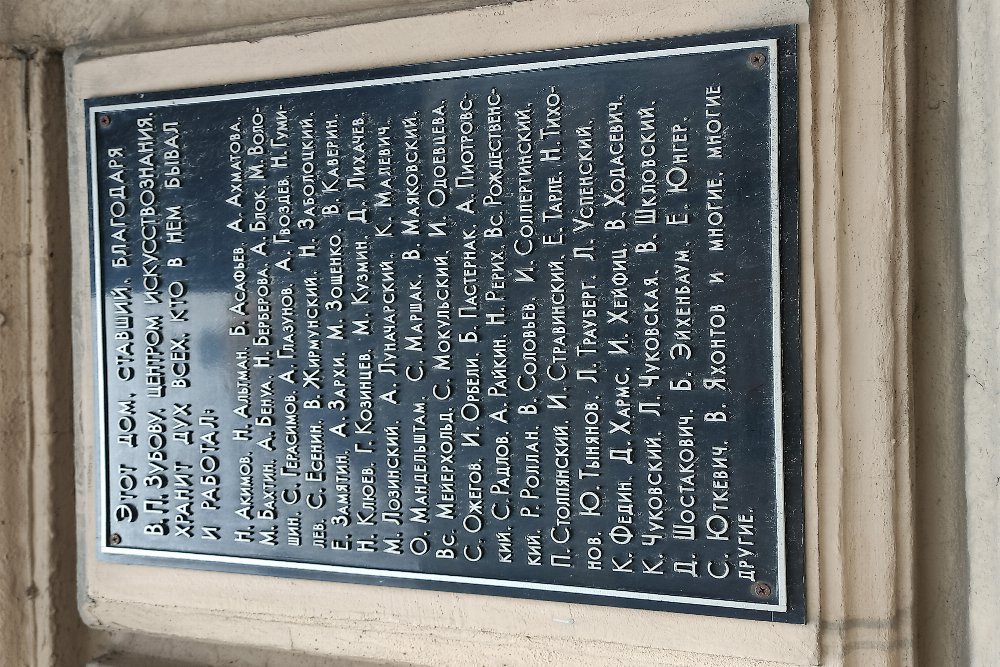 Этот дом, ставший, благодаря
В.П. Зубову, центром искусствознания,
хранит дух всех, кто в нем бывал
и работал:
Н. Акимов, Н. Альтман, Б. Асафьев, А. Ахматова,
М. Бахтин, А. Бенуа, Н. Берберова, А. Блок, М. Воло-
шин, С. Герасимов, А. Глазунов, А. Гвоздев, Н. Гуми-
лев, С. Есенин, В. Жирмунский, Н. Заболоцкий,
Е. Замятин, А. Зархи, М. Зощенко, В. Каверин,
Н. Клюев, Г. Козинцев, М. Кузмин, Д. Лихачев,
М. Лозинский, А. Луначарский, К. Малевич,
О. Мандельштам, С. Маршак, В. Маяковский,
Вс. Мейерхольд, С. Мокульский, И. Одоевцева,
С. Ожегов, И. Орбели, Б. Пастернак, А. Пиотровс-
кий, С. Радлов, А. Райкин, Н. Рерих, Вс. Рождественс-
кий, Р. Роллан, В. Соловьев, И. Соллертинский,
П. Столпянский, И. Стравинский, Е. Тарле, Н. Тихо-
нов, Ю. Тынянов, Л. Трауберг, Л. Успенский,
К. Федин, Д. Хармс, И. Хейфиц, В. Ходасевич,
К. Чуковский, Л. Чуковская, В. Шкловский,
Д. Шостакович, Б. Эйхенбаум, Е. Юнгер,
С. Юткевич, В. Яхонтов и многие, многие
другие.